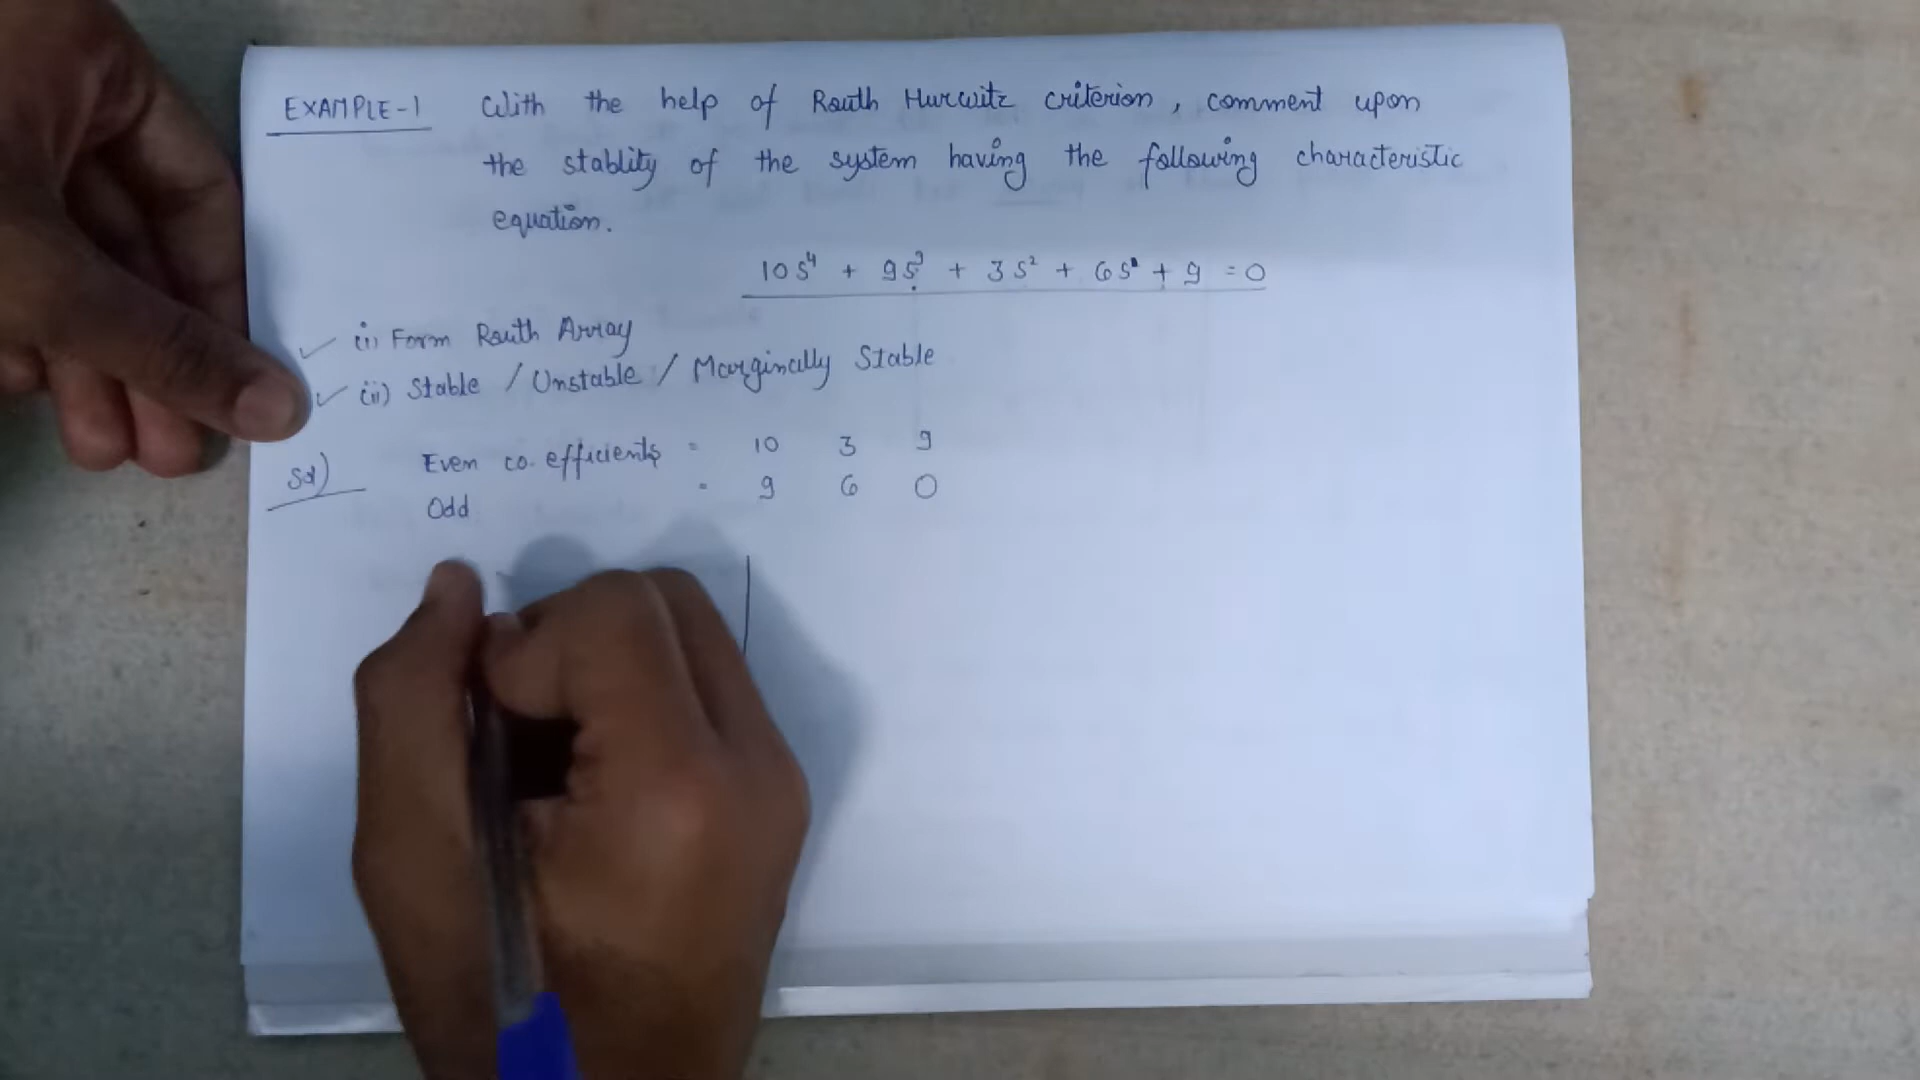 EXAMPLE-1 With the help of Routh Hurwitz criterion, comment upon
the stablity of the system having the following characteristic
equation.
10s⁴ + 9s³ + 3s² + 6s¹ + 9 = 0
(i) Form Routh Array
(ii) Stable / Unstable / Marginally Stable
Sol) Even co-efficients = 10 3 9
Odd = 9 6 0